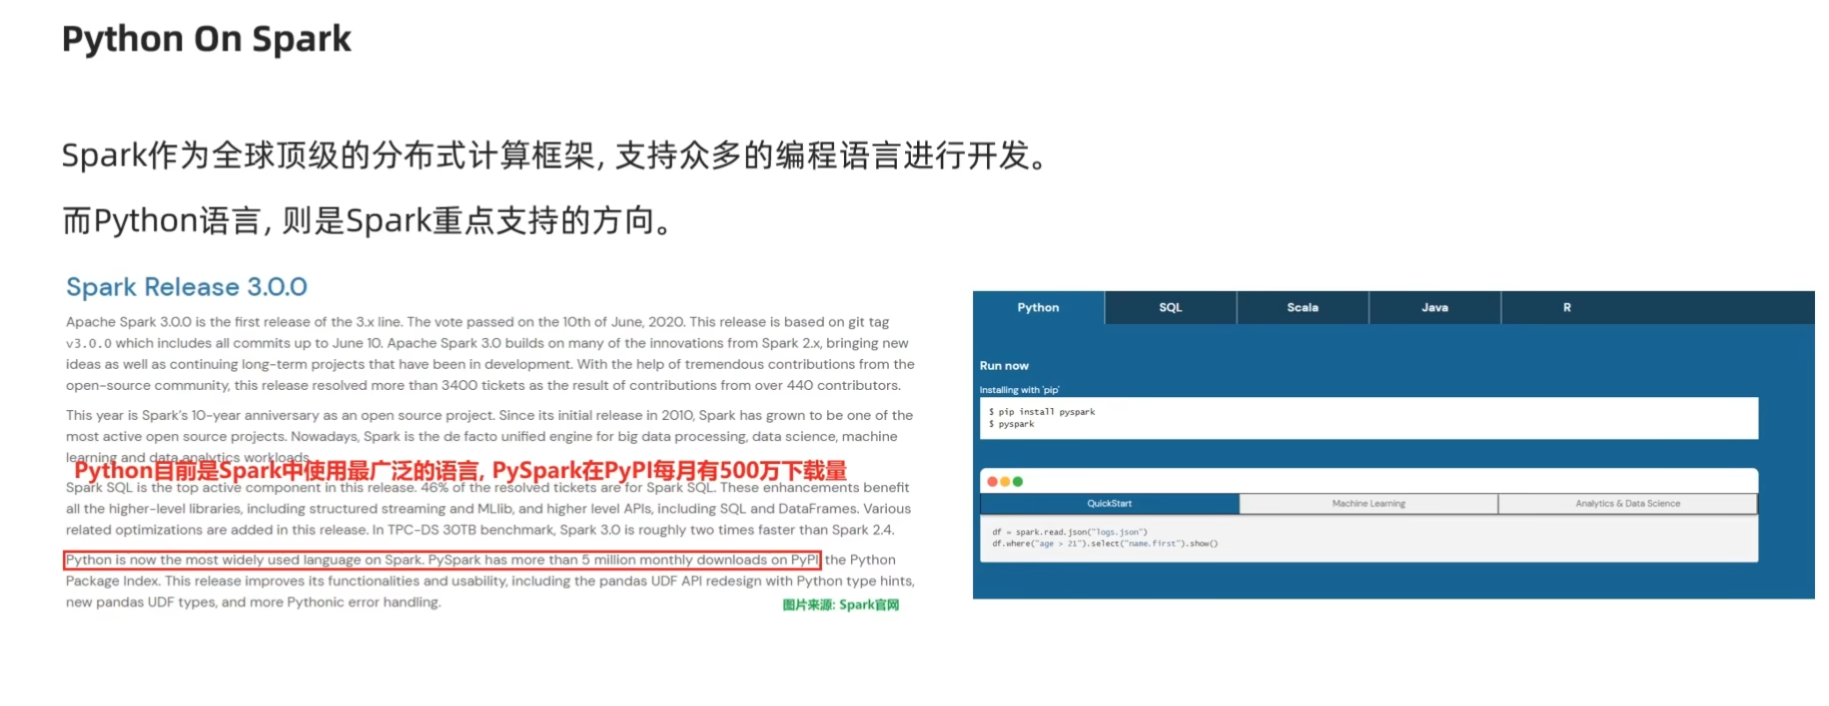 Python On Spark
Spark作为全球顶级的分布式计算框架, 支持众多的编程语言进行开发。
而Python语言, 则是Spark重点支持的方向。
Spark Release 3.0.0
Apache Spark 3.0.0 is the first release of the 3.x line. The vote passed on the 10th of June, 2020. This release is based on git tag
v3.0.0 which includes all commits up to June 10. Apache Spark 3.0 builds on many of the innovations from Spark 2.x, bringing new
ideas as well as continuing long-term projects that have been in development. With the help of tremendous contributions from the
open-source community, this release resolved more than 3400 tickets as the result of contributions from over 440 contributors.
This year is Spark's 10-year anniversary as an open source project. Since its initial release in 2010, Spark has grown to be one of the
most active open source projects. Nowadays, Spark is the de facto unified engine for big data processing, data science, machine
learning and data analytics workloads.
Python目前是Spark中使用最广泛的语言, PySpark在PyPI每月有500万下载量
Spark SQL is the top active component in this release. 46% of the resolved tickets are for Spark SQL. These enhancements benefit
all the higher-level libraries, including structured streaming and MLlib, and higher level APIs, including SQL and DataFrames. Various
related optimizations are added in this release. In TPC-DS 30TB benchmark, Spark 3.0 is roughly two times faster than Spark 2.4.
Python is now the most widely used language on Spark. PySpark has more than 5 million monthly downloads on PyPI, the Python
Package Index. This release improves its functionalities and usability, including the pandas UDF API redesign with Python type hints,
new pandas UDF types, and more Pythonic error handling.
图片来源: Spark官网
Python SQL Scala Java R
Run now
Installing with 'pip'
$ pip install pyspark
$ pyspark
QuickStart Machine Learning Analytics & Data Science
df = spark.read.json("logs.json")
df.where("age > 21").select("name.first").show()